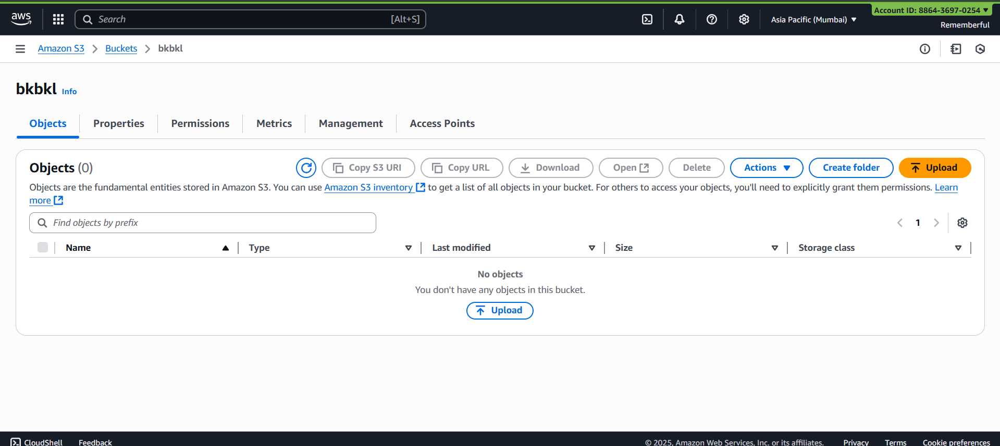 aws
Search [Alt+S]
Asia Pacific (Mumbai)
Account ID: 8864-3697-0254
Rememberful
Amazon S3 > Buckets > bkbkl
bkbkl Info
Objects Properties Permissions Metrics Management Access Points
Objects (0)
Copy S3 URI Copy URL Download Open Delete Actions Create folder Upload
Objects are the fundamental entities stored in Amazon S3. You can use Amazon S3 inventory to get a list of all objects in your bucket. For others to access your objects, you'll need to explicitly grant them permissions. Learn
more
Find objects by prefix
1
Name Type Last modified Size Storage class
No objects
You don't have any objects in this bucket.
Upload
CloudShell Feedback © 2025, Amazon Web Services, Inc. or its affiliates. Privacy Terms Cookie preferences